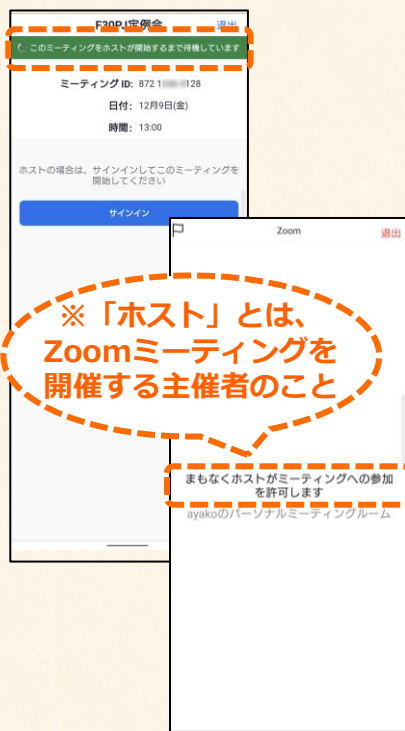 F30PJ定例会
退出
このミーティングをホストが開始するまで待機しています
ミーティング ID: 872 1 128
日付: 12月9日(金)
時間: 13:00
ホストの場合は、サインインしてこのミーティングを
開始してください
サインイン
Zoom
退出
※「ホスト」とは、
Zoomミーティングを
開催する主催者のこと
まもなくホストがミーティングへの参加
を許可します
ayakoのパーソナルミーティングルーム